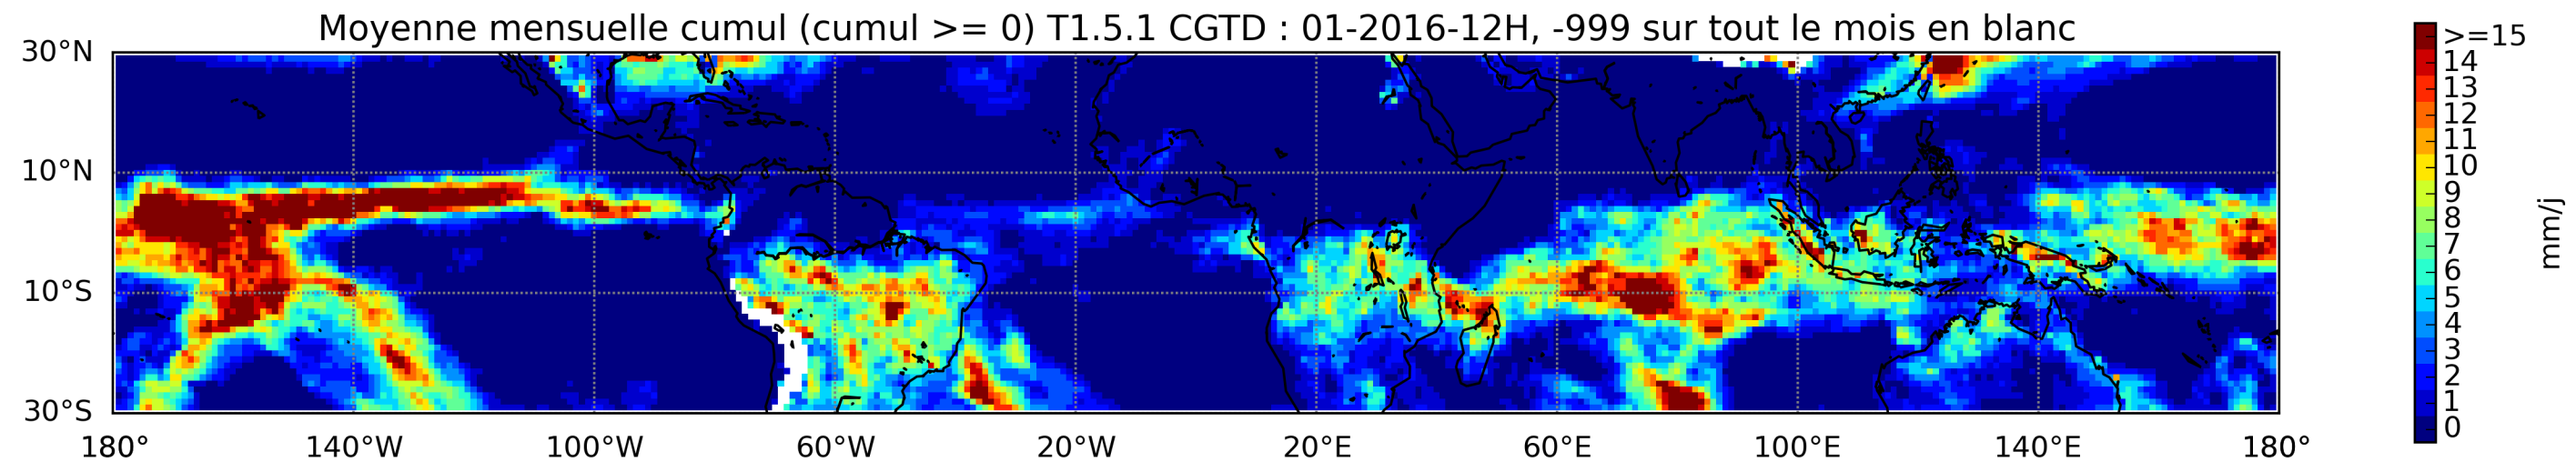 Moyenne mensuelle cumul (cumul >= 0) T1.5.1 CGTD : 01-2016-12H, -999 sur tout le mois en blanc
30°N
10°N
10°S
30°S
180°
140°W
100°W
60°W
20°W
20°E
60°E
100°E
140°E
180°
>=15
14
13
12
11
10
9
8
7
6
5
4
3
2
1
0
mm/j